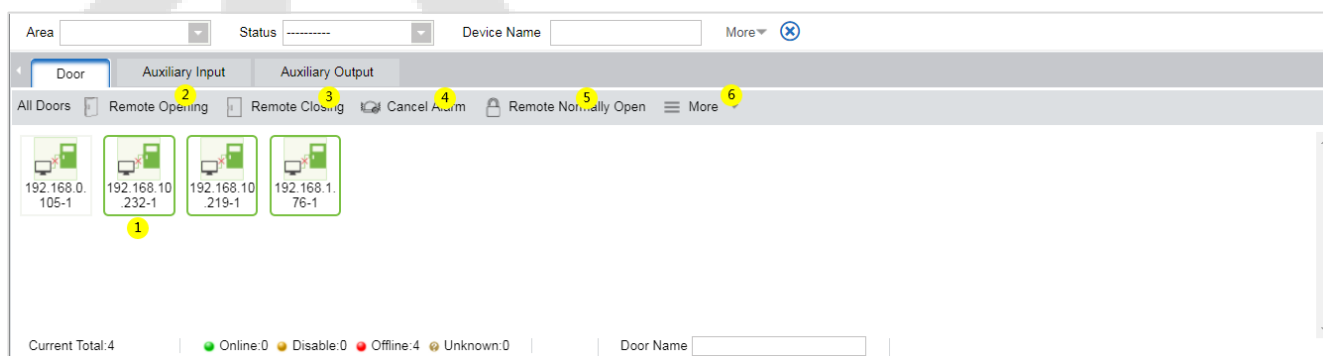 Area Status ---------- Device Name More
Door Auxiliary Input Auxiliary Output
2 3 4 5 6
All Doors Remote Opening Remote Closing Cancel Alarm Remote Normally Open More
192.168.0. 192.168.10 192.168.10 192.168.1.
105-1 .232-1 .219-1 76-1
1
Current Total:4 Online:0 Disable:0 Offline:4 Unknown:0 Door Name